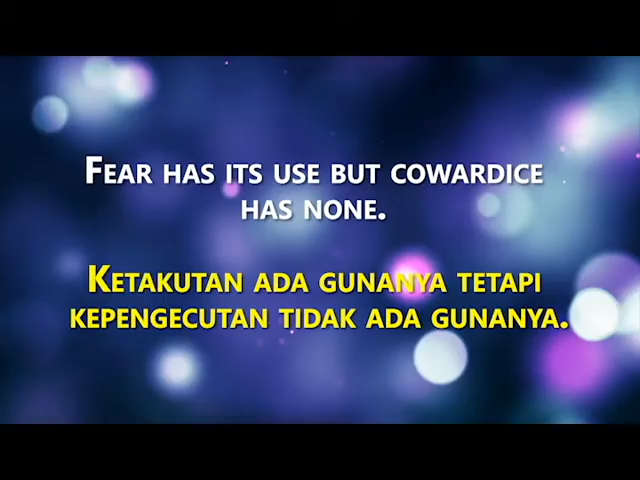 Fear has its use but cowardice
has none.
Ketakutan ada gunanya tetapi
kepengecutan tidak ada gunanya.